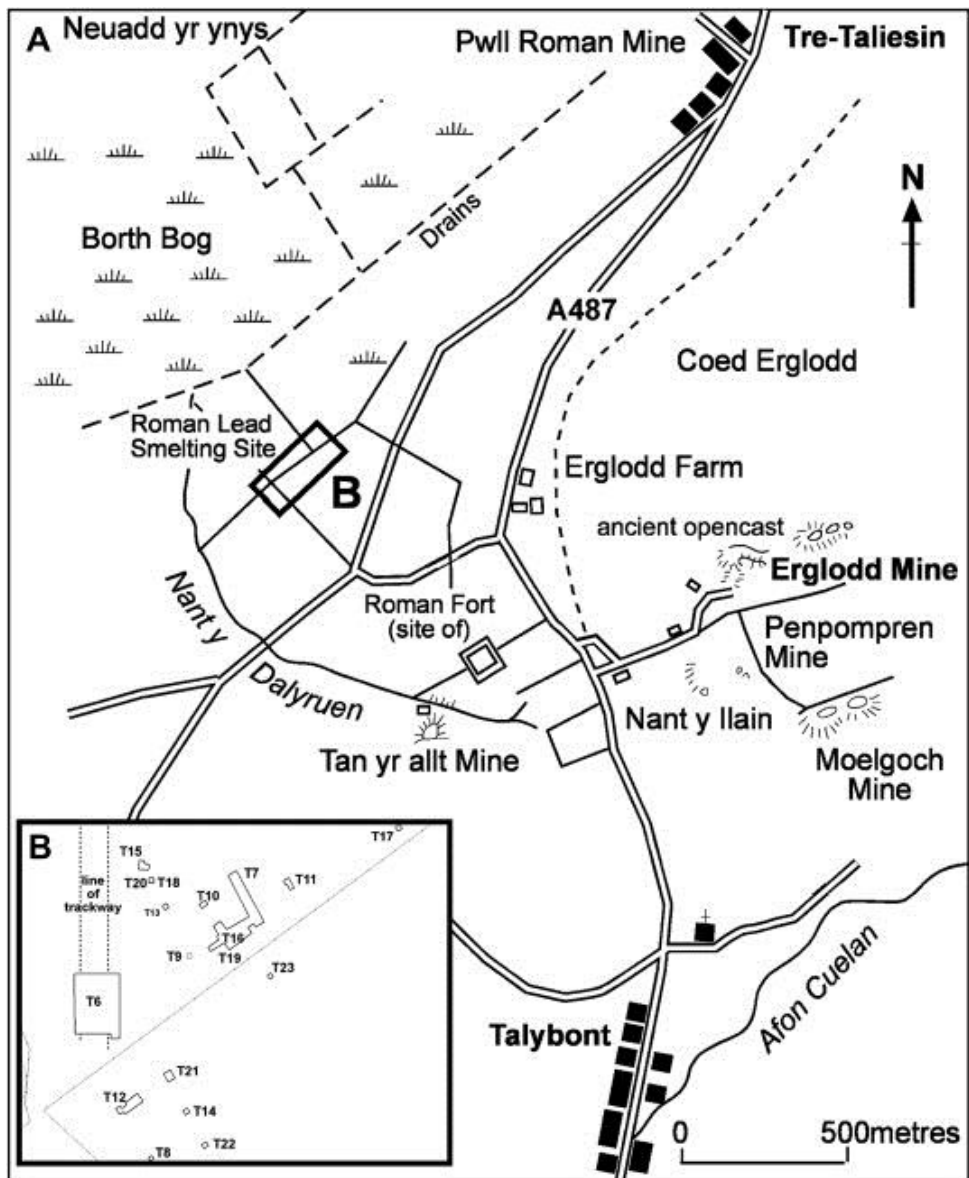 A
Neuadd yr ynys
Pwll Roman Mine
Tre-Taliesin
N
Drains
Borth Bog
A487
Coed Erglodd
Roman Lead
Smelting Site
B
Erglodd Farm
ancient opencast
Erglodd Mine
Nant y
Dalyruen
Roman Fort
(site of)
Penpompren
Mine
Nant y llain
Tan yr allt Mine
Moelgoch
Mine
B
T17
T15
line
of
trackway
T20
T18
T7
T11
T10
T13
T16
T9
T19
T23
T6
T21
T12
T14
T22
T8
Talybont
Afon Cuelan
0
500metres